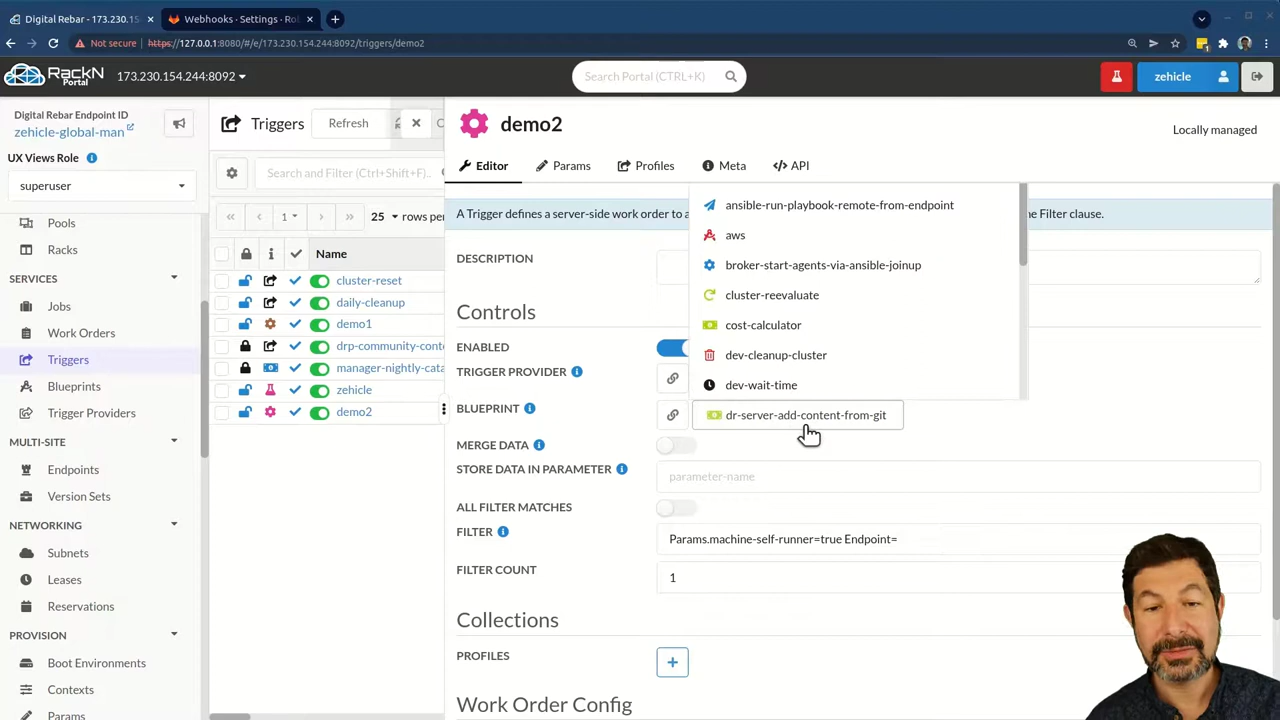 Digital Rebar - 173.230.15
Webhooks · Settings · Ro
Not secure
https://127.0.0.1:8080/#/e/173.230.154.244:8092/triggers/demo2
RackN
Portal
173.230.154.244:8092
Search Portal (CTRL+K)
zehicle
Digital Rebar Endpoint ID
zehicle-global-man
UX Views Role
superuser
Pools
Racks
SERVICES
Jobs
Work Orders
Triggers
Blueprints
Trigger Providers
MULTI-SITE
Endpoints
Version Sets
NETWORKING
Subnets
Leases
Reservations
PROVISION
Boot Environments
Contexts
Params
Triggers
Refresh
Search and Filter (Ctrl+Shift+F)..
1
25
rows per
Name
cluster-reset
daily-cleanup
demo1
drp-community-conte
manager-nightly-cata
zehicle
demo2
demo2
Locally managed
Editor
Params
Profiles
Meta
API
A Trigger defines a server-side work order to a
he Filter clause.
DESCRIPTION
Controls
ENABLED
TRIGGER PROVIDER
BLUEPRINT
ansible-run-playbook-remote-from-endpoint
aws
broker-start-agents-via-ansible-joinup
cluster-reevaluate
cost-calculator
dev-cleanup-cluster
dev-wait-time
dr-server-add-content-from-git
MERGE DATA
STORE DATA IN PARAMETER
parameter-name
ALL FILTER MATCHES
FILTER
Params.machine-self-runner=true Endpoint=
FILTER COUNT
1
Collections
PROFILES
Work Order Config